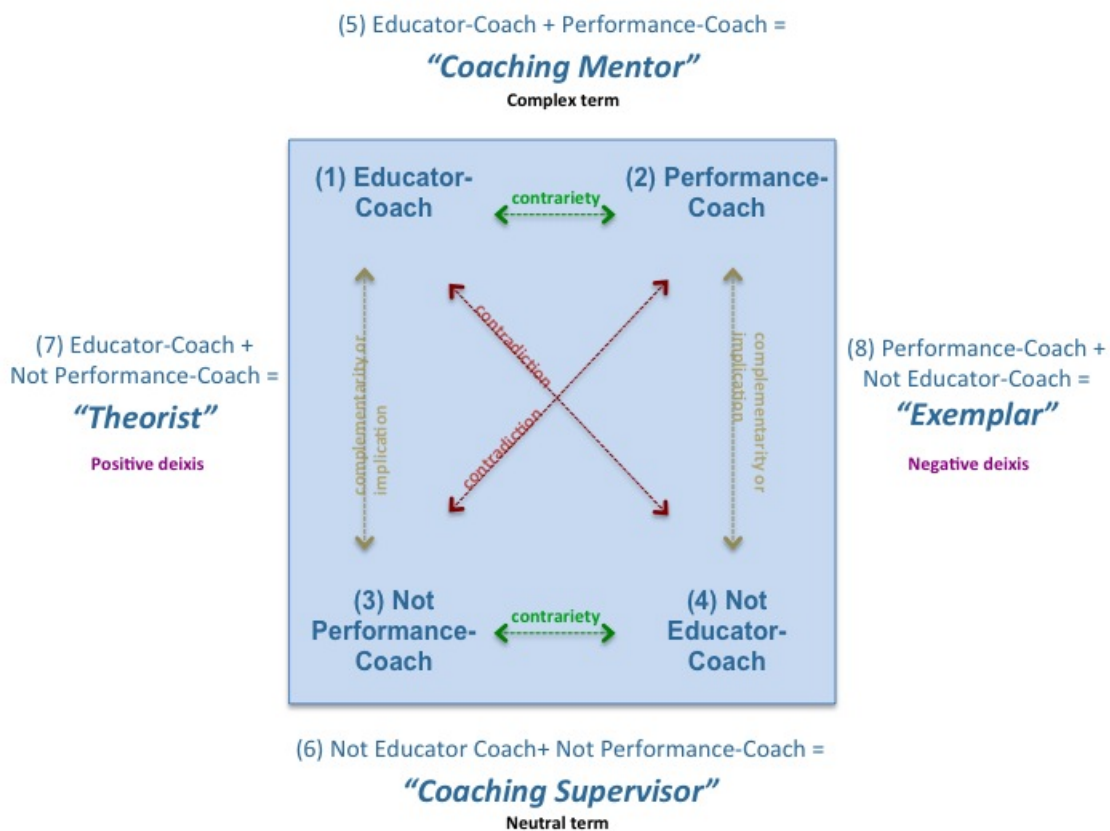 (5) Educator-Coach + Performance-Coach =
“Coaching Mentor”
Complex term
(1) Educator-
Coach
contrariety
(2) Performance-
Coach
contradiction
contradiction
complementarity or
implication
complementarity or
implication
(7) Educator-Coach +
Not Performance-Coach =
“Theorist”
Positive deixis
(8) Performance-Coach +
Not Educator-Coach =
“Exemplar”
Negative deixis
(3) Not
Performance-
Coach
contrariety
(4) Not
Educator-
Coach
(6) Not Educator Coach+ Not Performance-Coach =
“Coaching Supervisor”
Neutral term